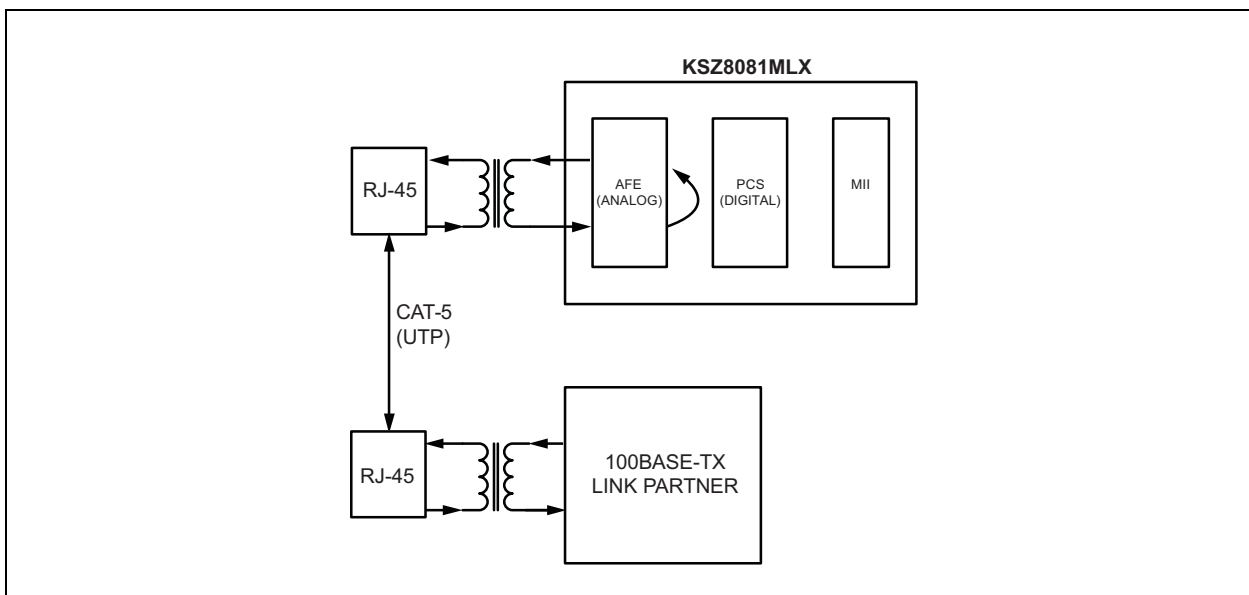 KSZ8081MLX
RJ-45
AFE
(ANALOG)
PCS
(DIGITAL)
MII
CAT-5
(UTP)
RJ-45
100BASE-TX
LINK PARTNER